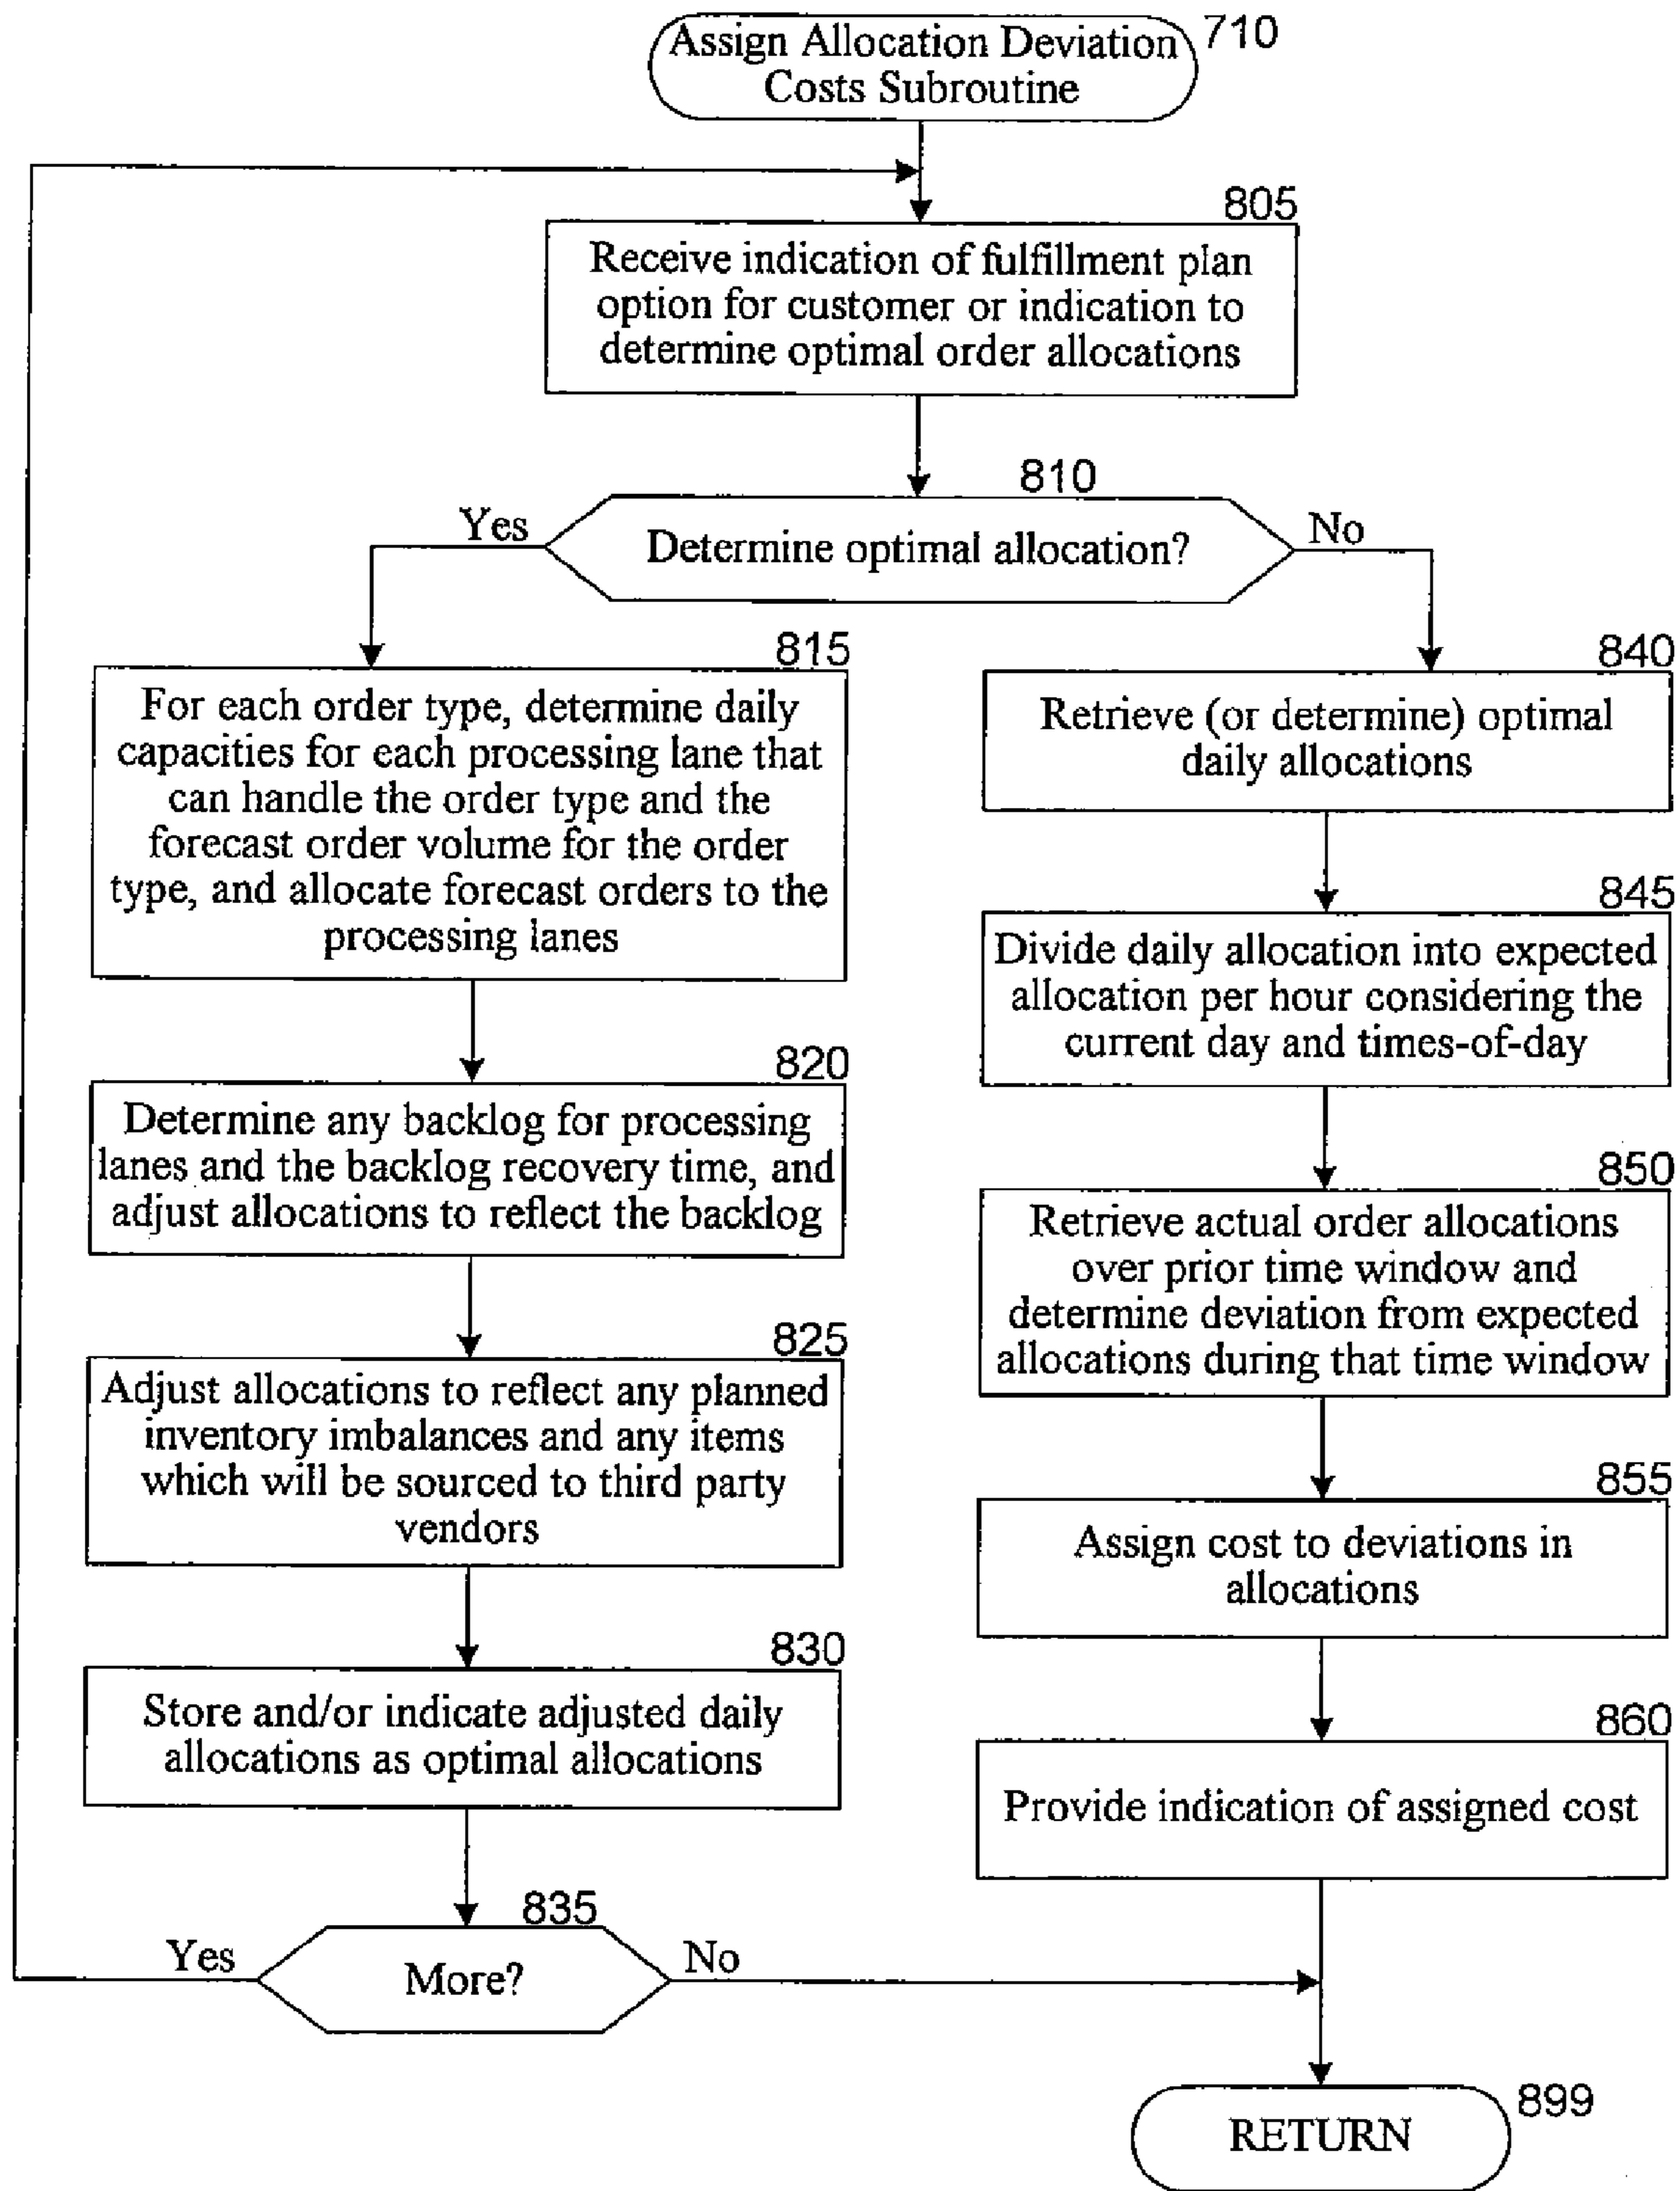 Assign Allocation Deviation
Costs Subroutine
710
805
Receive indication of fulfillment plan
option for customer or indication to
determine optimal order allocations
810
Yes
Determine optimal allocation?
No
815
For each order type, determine daily
capacities for each processing lane that
can handle the order type and the
forecast order volume for the order
type, and allocate forecast orders to the
processing lanes
820
Determine any backlog for processing
lanes and the backlog recovery time, and
adjust allocations to reflect the backlog
825
Adjust allocations to reflect any planned
inventory imbalances and any items
which will be sourced to third party
vendors
830
Store and/or indicate adjusted daily
allocations as optimal allocations
835
Yes
More?
No
840
Retrieve (or determine) optimal
daily allocations
845
Divide daily allocation into expected
allocation per hour considering the
current day and times-of-day
850
Retrieve actual order allocations
over prior time window and
determine deviation from expected
allocations during that time window
855
Assign cost to deviations in
allocations
860
Provide indication of assigned cost
899
RETURN